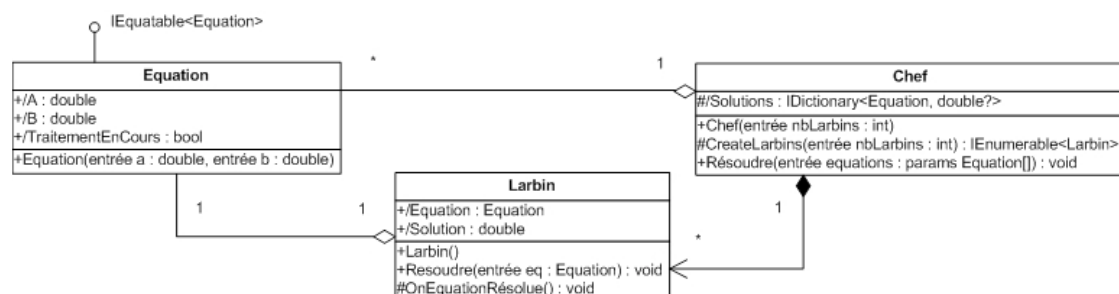 IEquatable<Equation>
Equation
+/A : double
+/B : double
+/TraitementEnCours : bool
+Equation(entrée a : double, entrée b : double)
*
1
Chef
#/Solutions : IDictionary<Equation, double?>
+Chef(entrée nbLarbins : int)
#CreateLarbins(entrée nbLarbins : int) : IEnumerable<Larbin>
+Résoudre(entrée equations : params Equation[]) : void
1
1
Larbin
+/Equation : Equation
+/Solution : double
+Larbin()
+Resoudre(entrée eq : Equation) : void
#OnEquationRésolue() : void
1
*